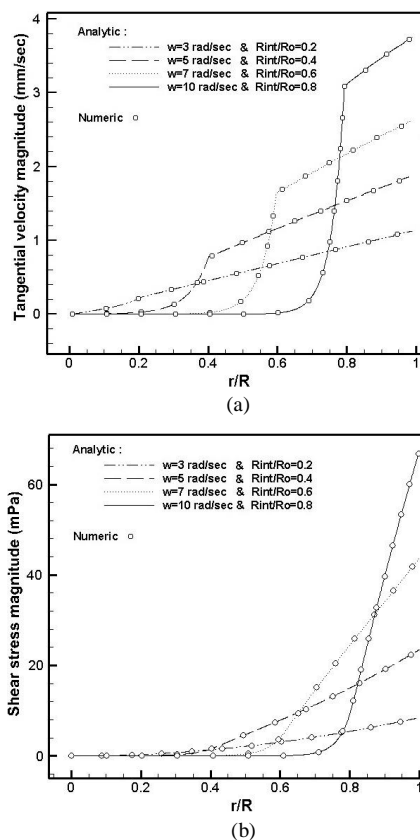 4
3
2
1
0
Tangential velocity magnitude (mm/sec)
Analytic :
w=3 rad/sec & Rint/Ro=0.2
w=5 rad/sec & Rint/Ro=0.4
w=7 rad/sec & Rint/Ro=0.6
w=10 rad/sec & Rint/Ro=0.8
Numeric
0 0.2 0.4 0.6 0.8 1
r/R
(a)
60
40
20
0
Shear stress magnitude (mPa)
Analytic :
w=3 rad/sec & Rint/Ro=0.2
w=5 rad/sec & Rint/Ro=0.4
w=7 rad/sec & Rint/Ro=0.6
w=10 rad/sec & Rint/Ro=0.8
Numeric
0 0.2 0.4 0.6 0.8 1
r/R
(b)